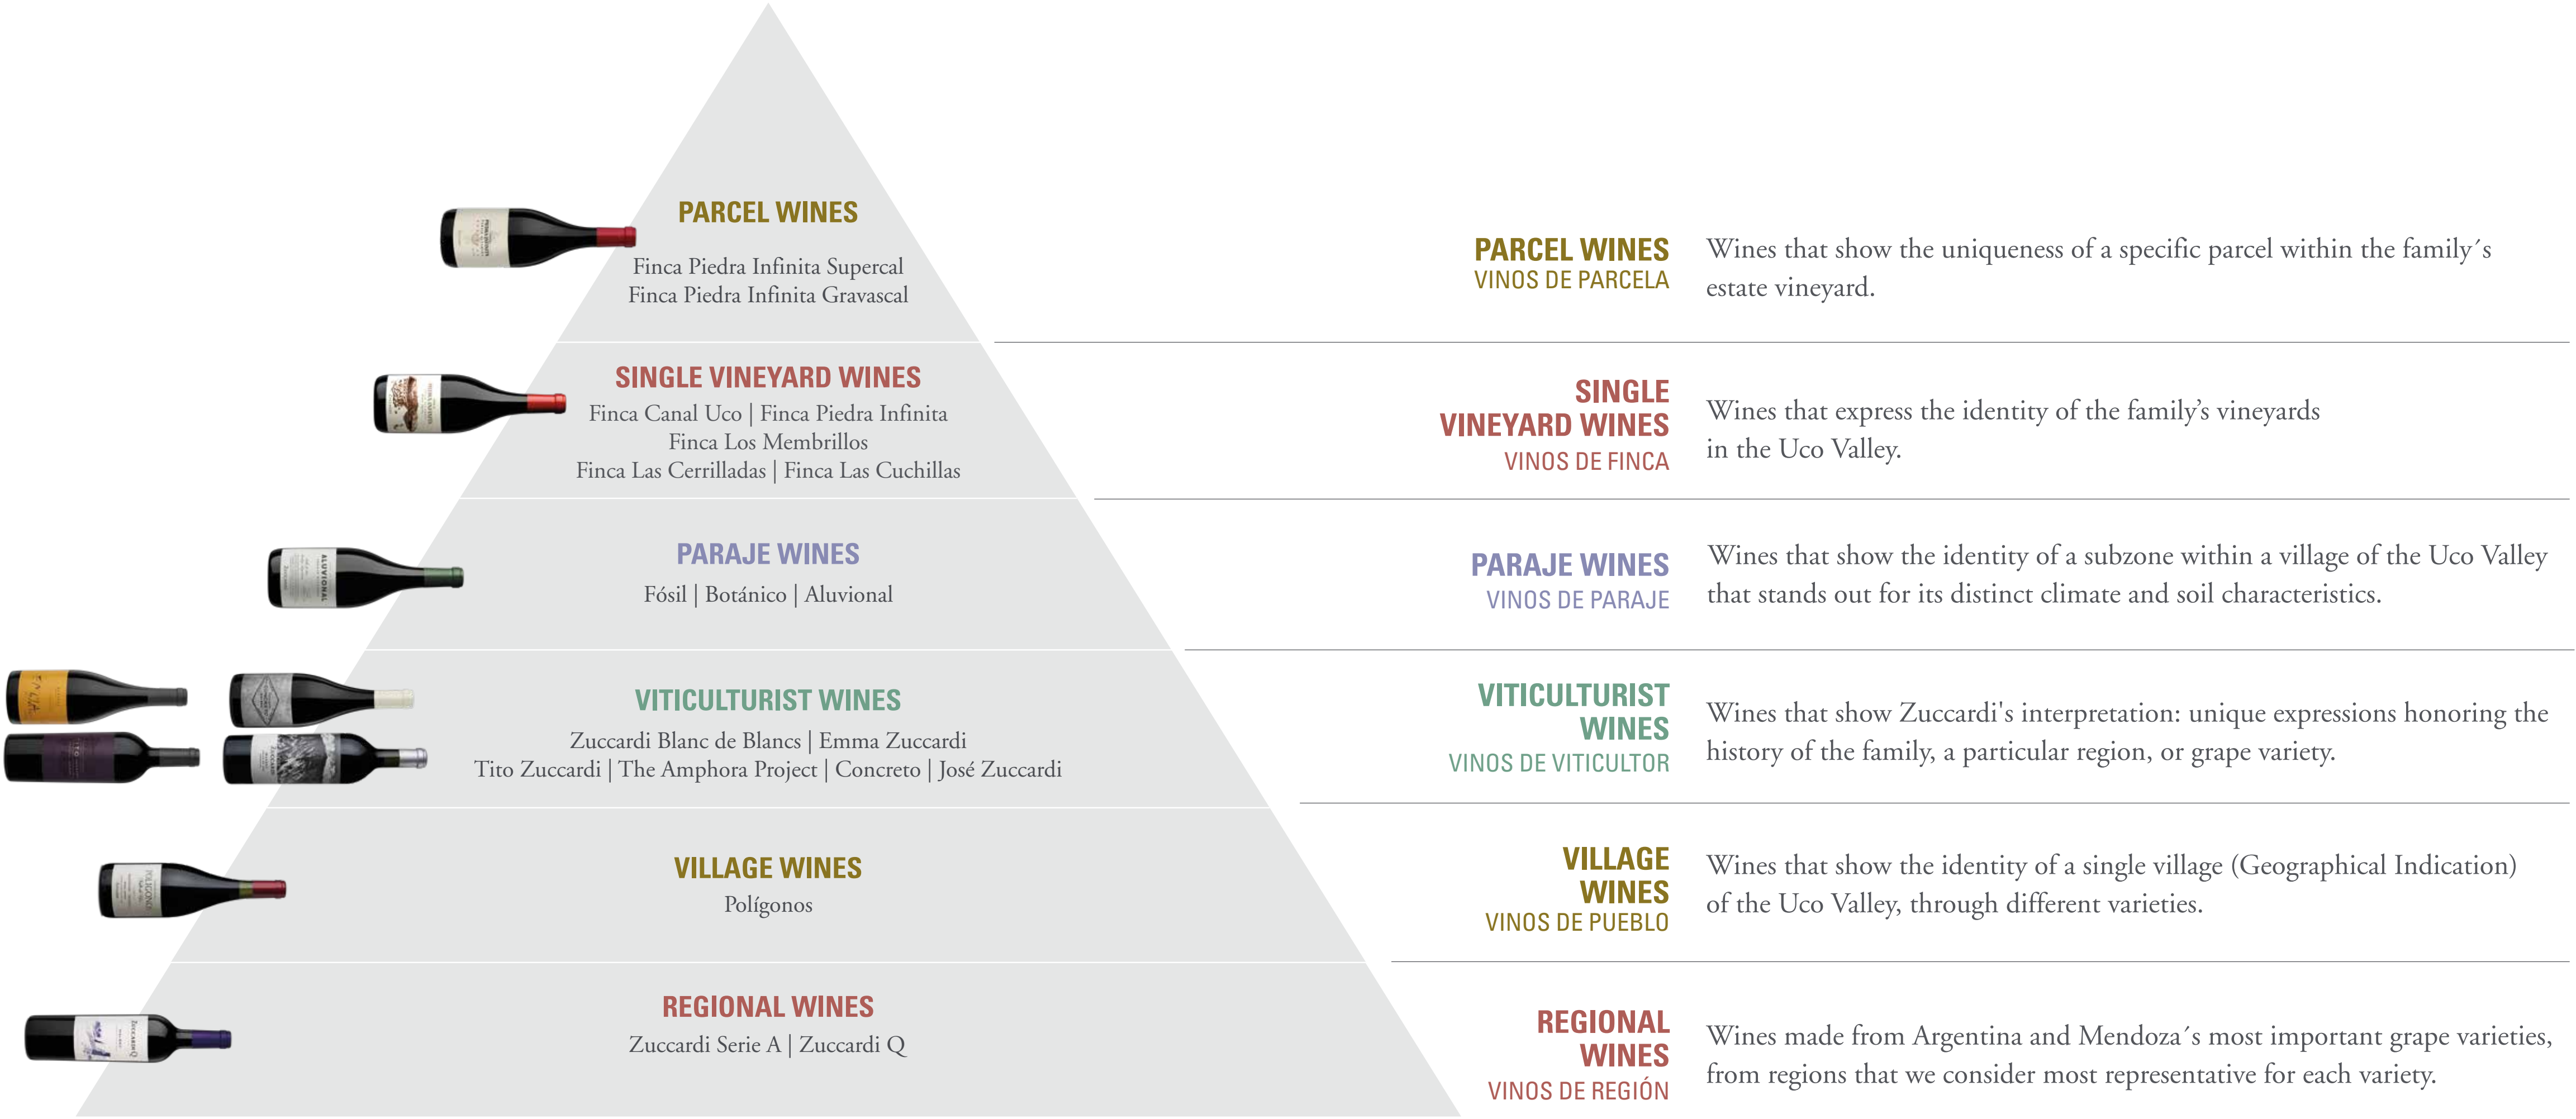 PARCEL WINES
Finca Piedra Infinita Supercal
Finca Piedra Infinita Gravascal
SINGLE VINEYARD WINES
Finca Canal Uco | Finca Piedra Infinita
Finca Los Membrillos
Finca Las Cerrilladas | Finca Las Cuchillas
PARAJE WINES
Fósil | Botánico | Aluvional
VITICULTURIST WINES
Zuccardi Blanc de Blancs | Emma Zuccardi
Tito Zuccardi | The Amphora Project | Concreto | José Zuccardi
VILLAGE WINES
Polígonos
REGIONAL WINES
Zuccardi Serie A | Zuccardi Q
PARCEL WINES
VINOS DE PARCELA
Wines that show the uniqueness of a specific parcel within the family´s
estate vineyard.
SINGLE
VINEYARD WINES
VINOS DE FINCA
Wines that express the identity of the family’s vineyards
in the Uco Valley.
PARAJE WINES
VINOS DE PARAJE
Wines that show the identity of a subzone within a village of the Uco Valley
that stands out for its distinct climate and soil characteristics.
VITICULTURIST
WINES
VINOS DE VITICULTOR
Wines that show Zuccardi's interpretation: unique expressions honoring the
history of the family, a particular region, or grape variety.
VILLAGE
WINES
VINOS DE PUEBLO
Wines that show the identity of a single village (Geographical Indication)
of the Uco Valley, through different varieties.
REGIONAL
WINES
VINOS DE REGIÓN
Wines made from Argentina and Mendoza´s most important grape varieties,
from regions that we consider most representative for each variety.
ALUVIONAL
POLÍGONOS
ZUCCARDI Q